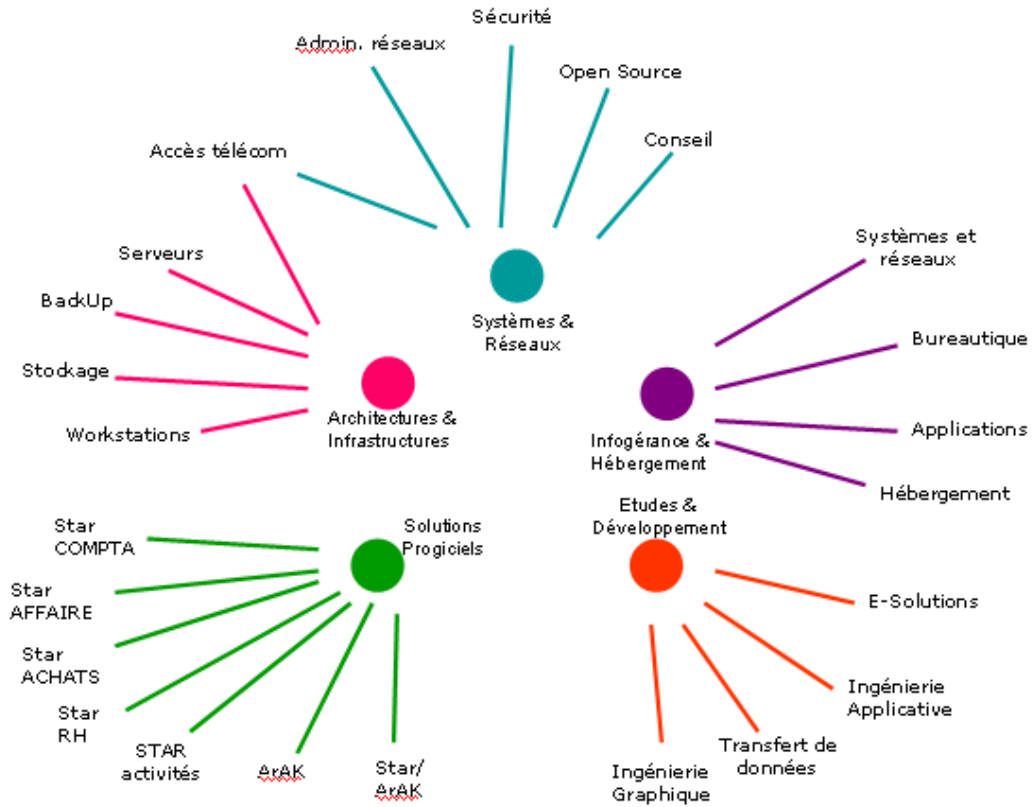 Sécurité
Admin. réseaux
Open Source
Conseil
Accès télécom
Serveurs
BackUp
Stockage
Workstations
Systèmes &
Réseaux
Systèmes et
réseaux
Bureautique
Applications
Hébergement
Architectures &
Infrastructures
Infogérance &
Hébergement
Etudes &
Développement
Solutions
Progiciels
Star
COMPTA
Star
AFFAIRE
Star
ACHATS
Star
RH
STAR
activités
ArAK
Star/
ArAK
E-Solutions
Ingénierie
Applicative
Transfert de
données
Ingénierie
Graphique